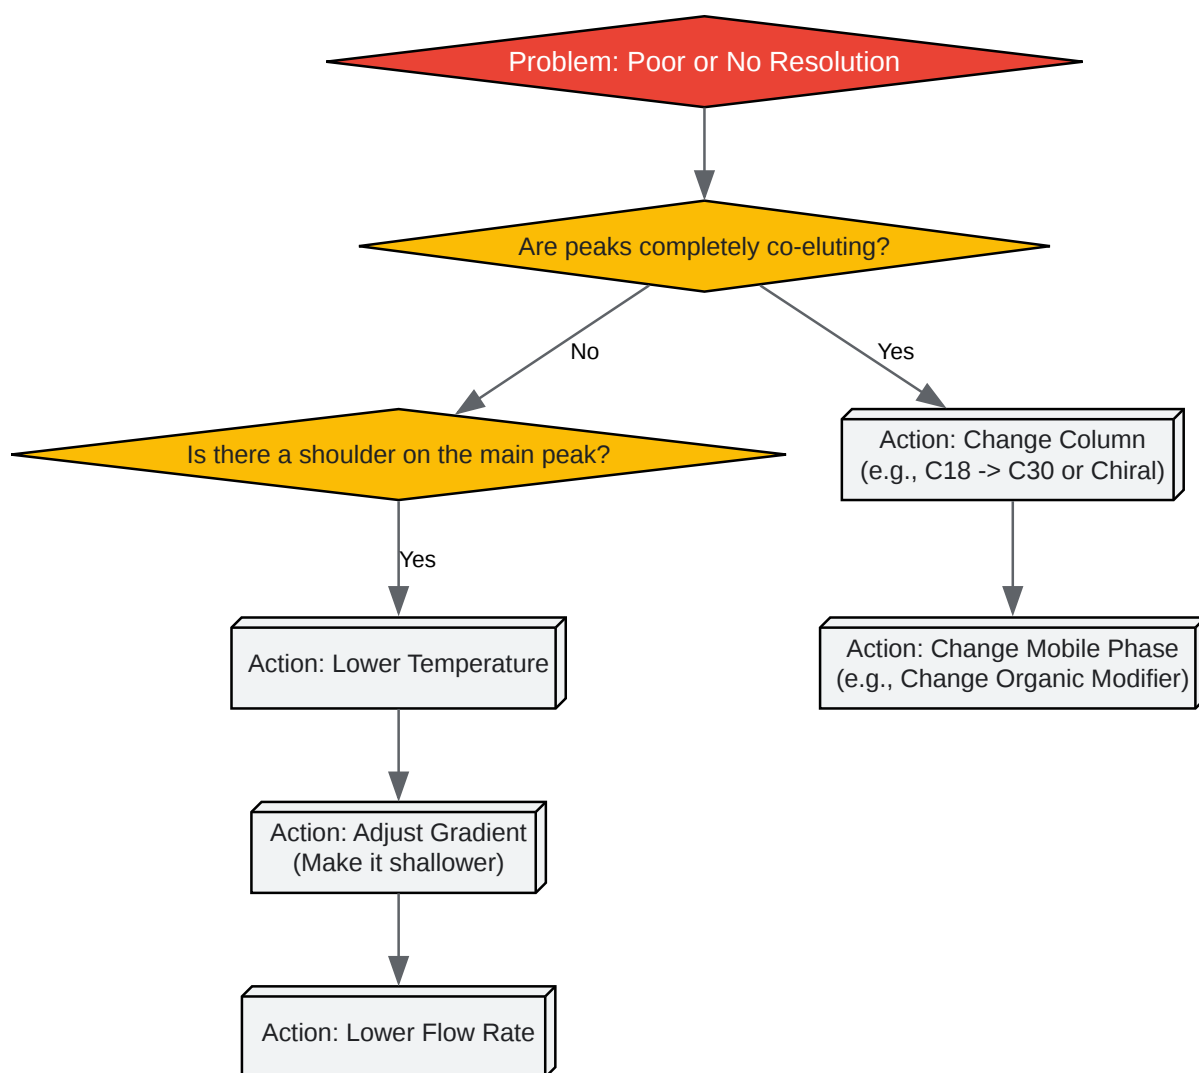 Problem: Poor or No Resolution
Are peaks completely co-eluting?
No
Yes
Is there a shoulder on the main peak?
Action: Change Column
(e.g., C18 -> C30 or Chiral)
Yes
Action: Lower Temperature
Action: Change Mobile Phase
(e.g., Change Organic Modifier)
Action: Adjust Gradient
(Make it shallower)
Action: Lower Flow Rate